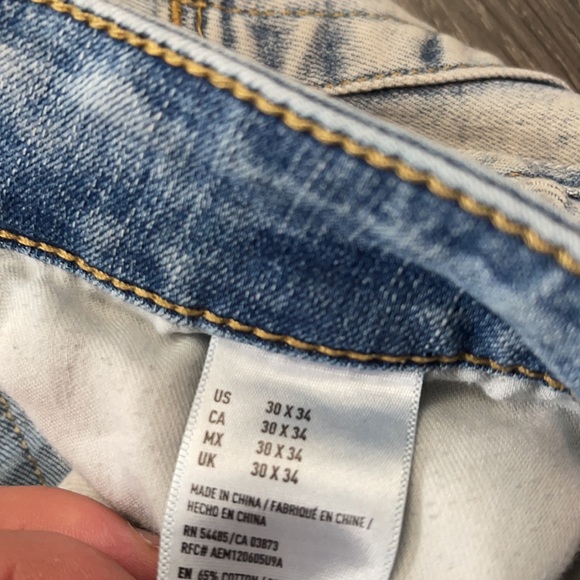 US 30 X 34
CA 30 X 34
MX 30 X 34
UK 30 X 34
MADE IN CHINA / FABRIQUÉ EN CHINE /
HECHO EN CHINA
RN 54485/CA 03873
RFC# AEM120605U9A
EN 65% COTTON /